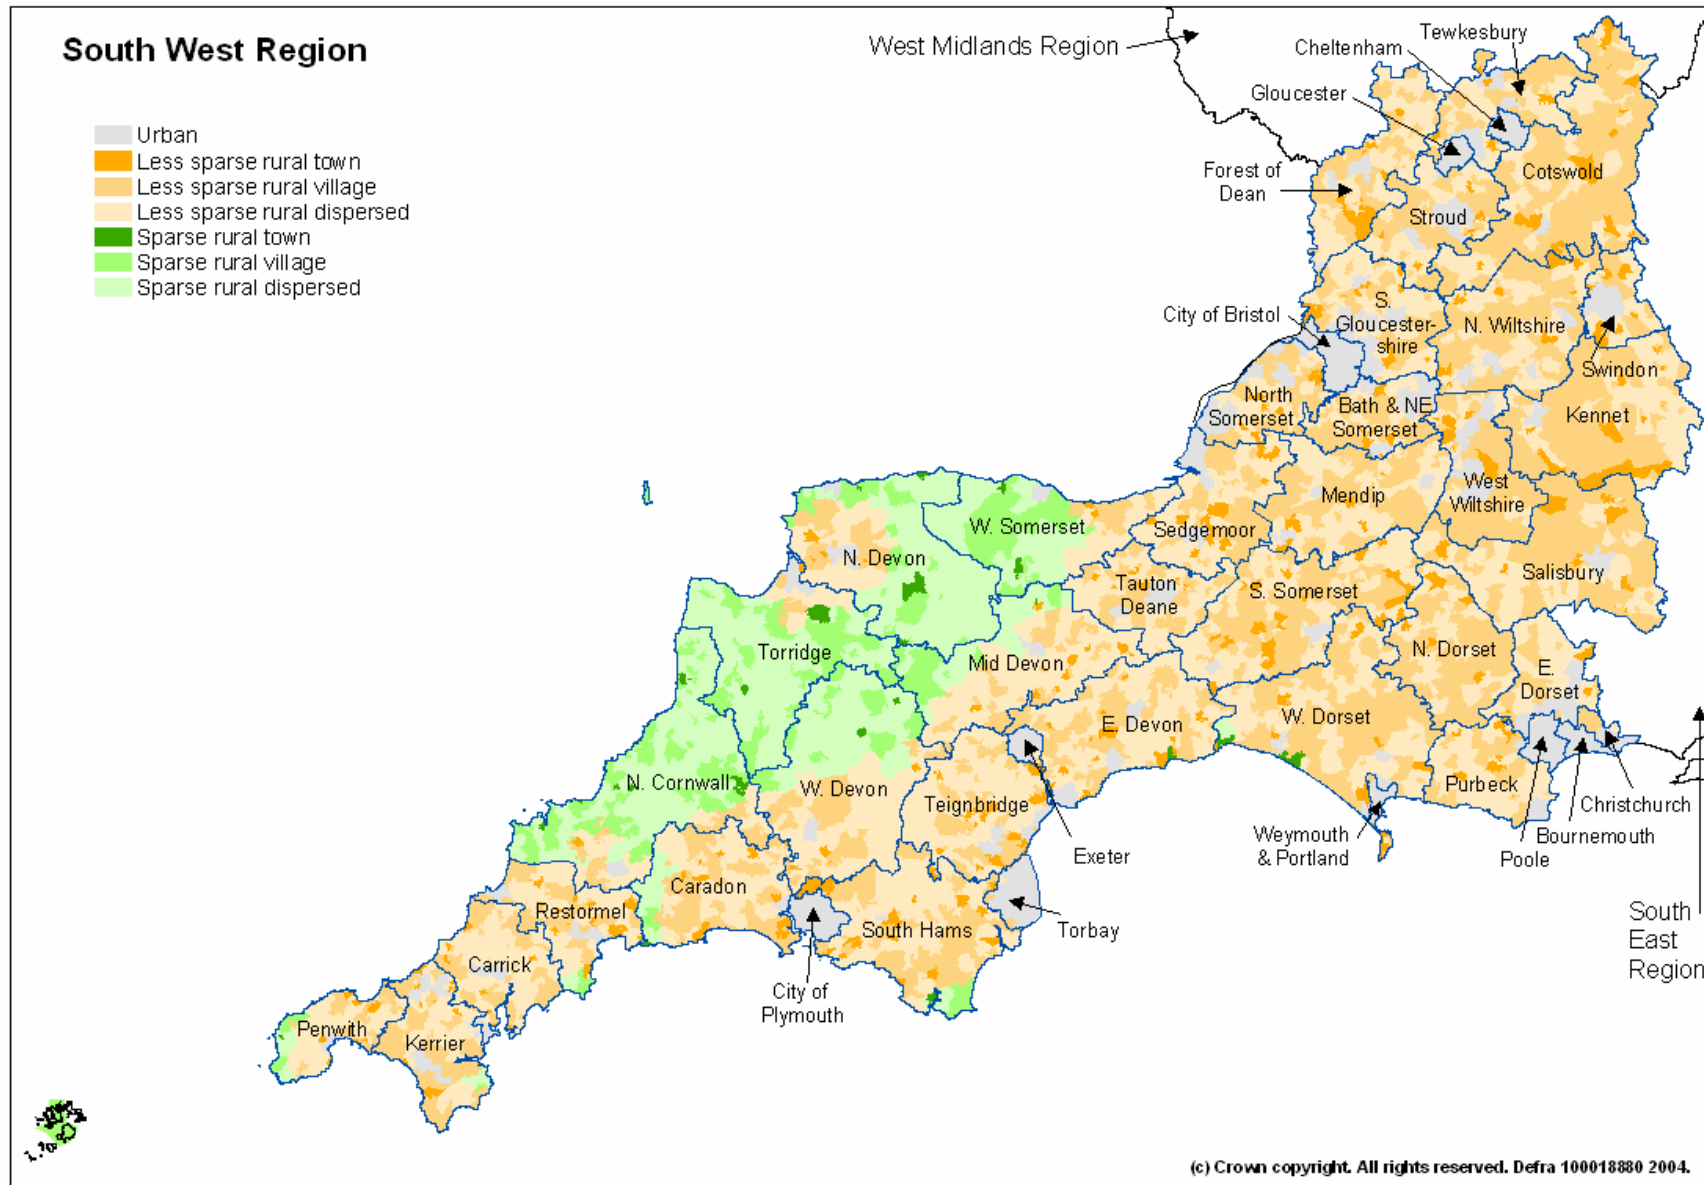 South West Region
Urban
Less sparse rural town
Less sparse rural village
Less sparse rural dispersed
Sparse rural town
Sparse rural village
Sparse rural dispersed
West Midlands Region
Tewkesbury
Cheltenham
Gloucester
Forest of
Dean
Cotswold
Stroud
City of Bristol
S.
Gloucester-
shire
N. Wiltshire
Swindon
North
Somerset
Bath & NE
Somerset
Kennet
Mendip
West
Wiltshire
W. Somerset
Sedgemoor
N. Devon
Tauton
Deane
S. Somerset
Salisbury
Torridge
Mid Devon
N. Dorset
E.
Dorset
E. Devon
W. Dorset
N. Cornwall
W. Devon
Teignbridge
Purbeck
Christchurch
Bournemouth
Poole
Weymouth
& Portland
Exeter
Caradon
Restormel
South Hams
Torbay
South
East
Region
Carrick
City of
Plymouth
Penwith
Kerrier
(c) Crown copyright. All rights reserved. Defra 100018880 2004.